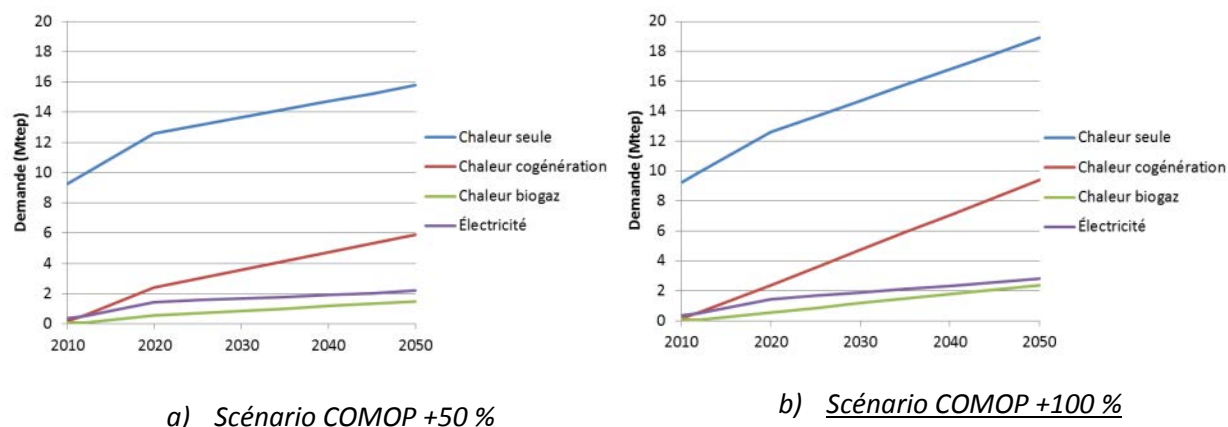 20
18
16
14
12
10
8
6
4
2
0
Demande (Mtep)
2010 2020 2030 2040 2050
Chaleur seule
Chaleur cogénération
Chaleur biogaz
Électricité
a) Scénario COMOP +50 %
20
18
16
14
12
10
8
6
4
2
0
Demande (Mtep)
2010 2020 2030 2040 2050
Chaleur seule
Chaleur cogénération
Chaleur biogaz
Électricité
b) Scénario COMOP +100 %